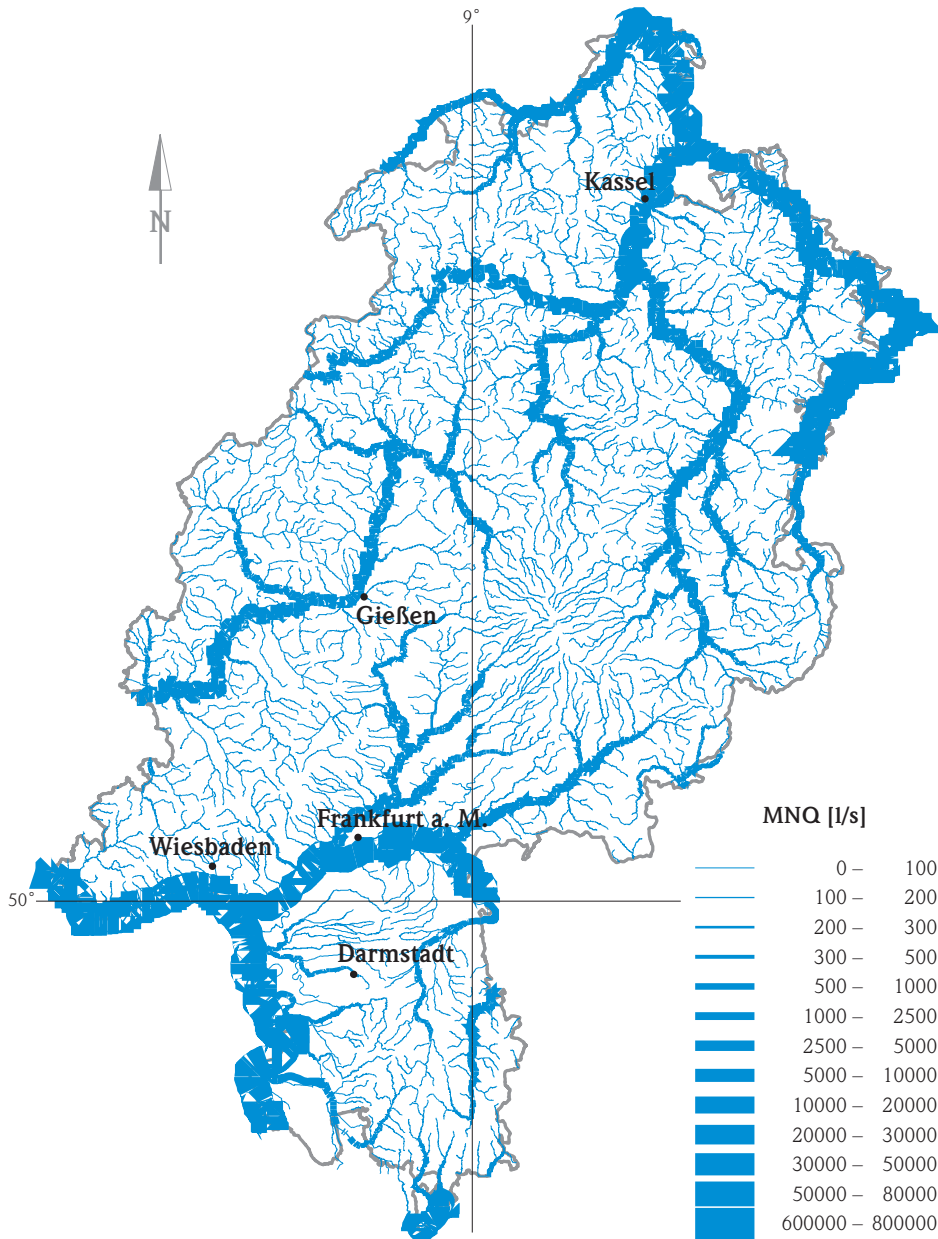 9°
N
Kassel
Gießen
Frankfurt a. M.
Wiesbaden
50°
Darmstadt
MNQ [l/s]
0 – 100
100 – 200
200 – 300
300 – 500
500 – 1000
1000 – 2500
2500 – 5000
5000 – 10000
10000 – 20000
20000 – 30000
30000 – 50000
50000 – 80000
600000 – 800000